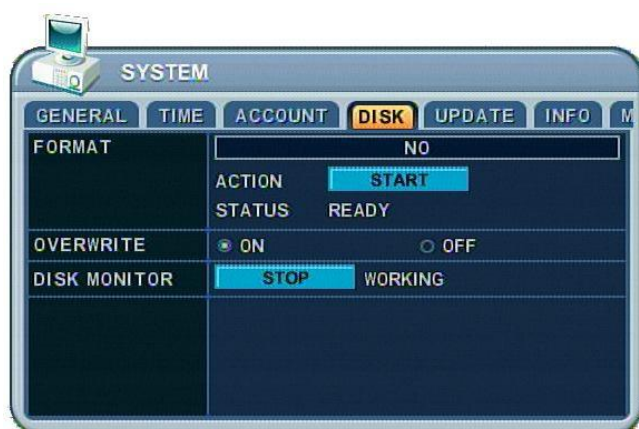 SYSTEM
GENERAL TIME ACCOUNT DISK UPDATE INFO M
FORMAT NO
ACTION START
STATUS READY
OVERWRITE ON OFF
DISK MONITOR STOP WORKING